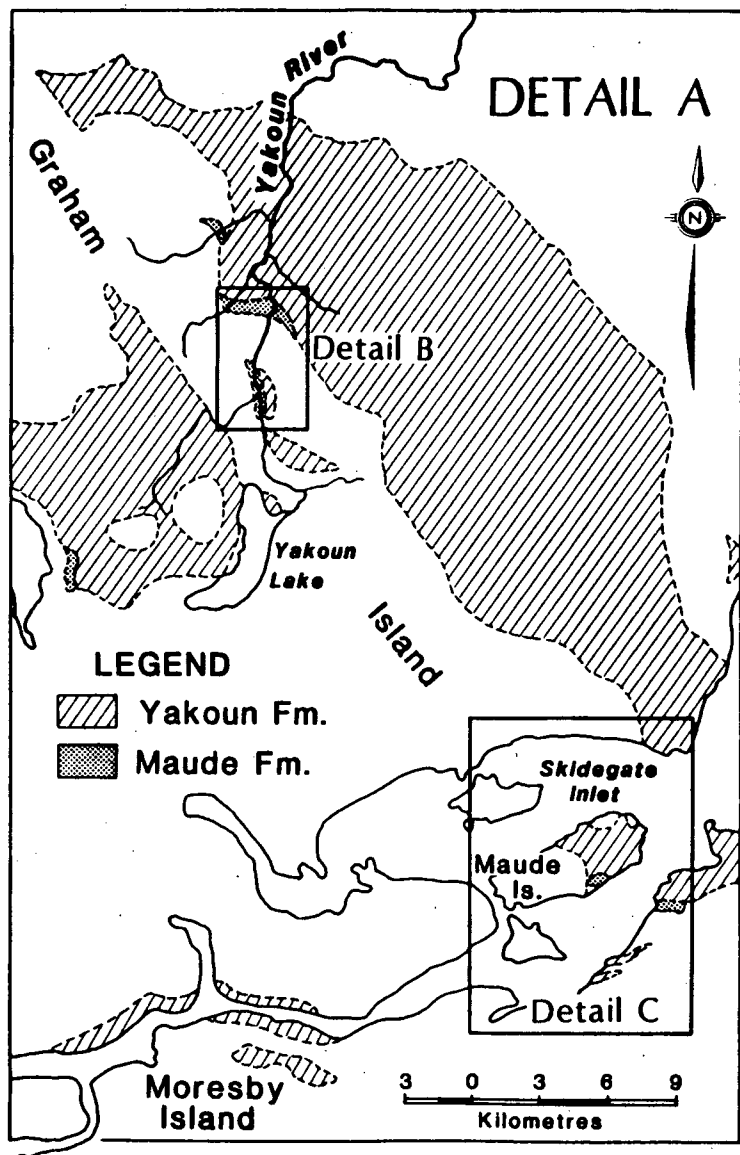 DETAIL A
Yakoun River
Graham
N
Detail B
Yakoun
Lake
Island
LEGEND
Yakoun Fm.
Maude Fm.
Skidegate
Inlet
Maude
Is.
Detail C
Moresby
Island
3 0 3 6 9
Kilometres